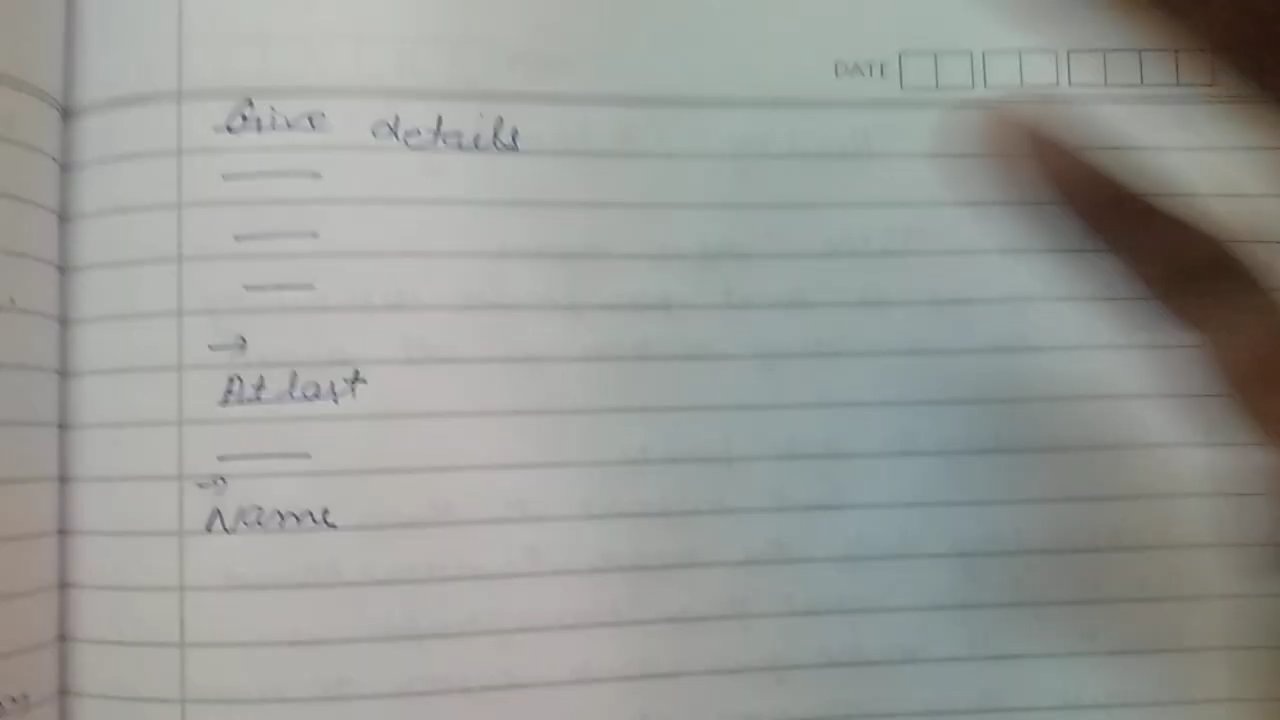 DATE
Give details
→
At last
→
Name